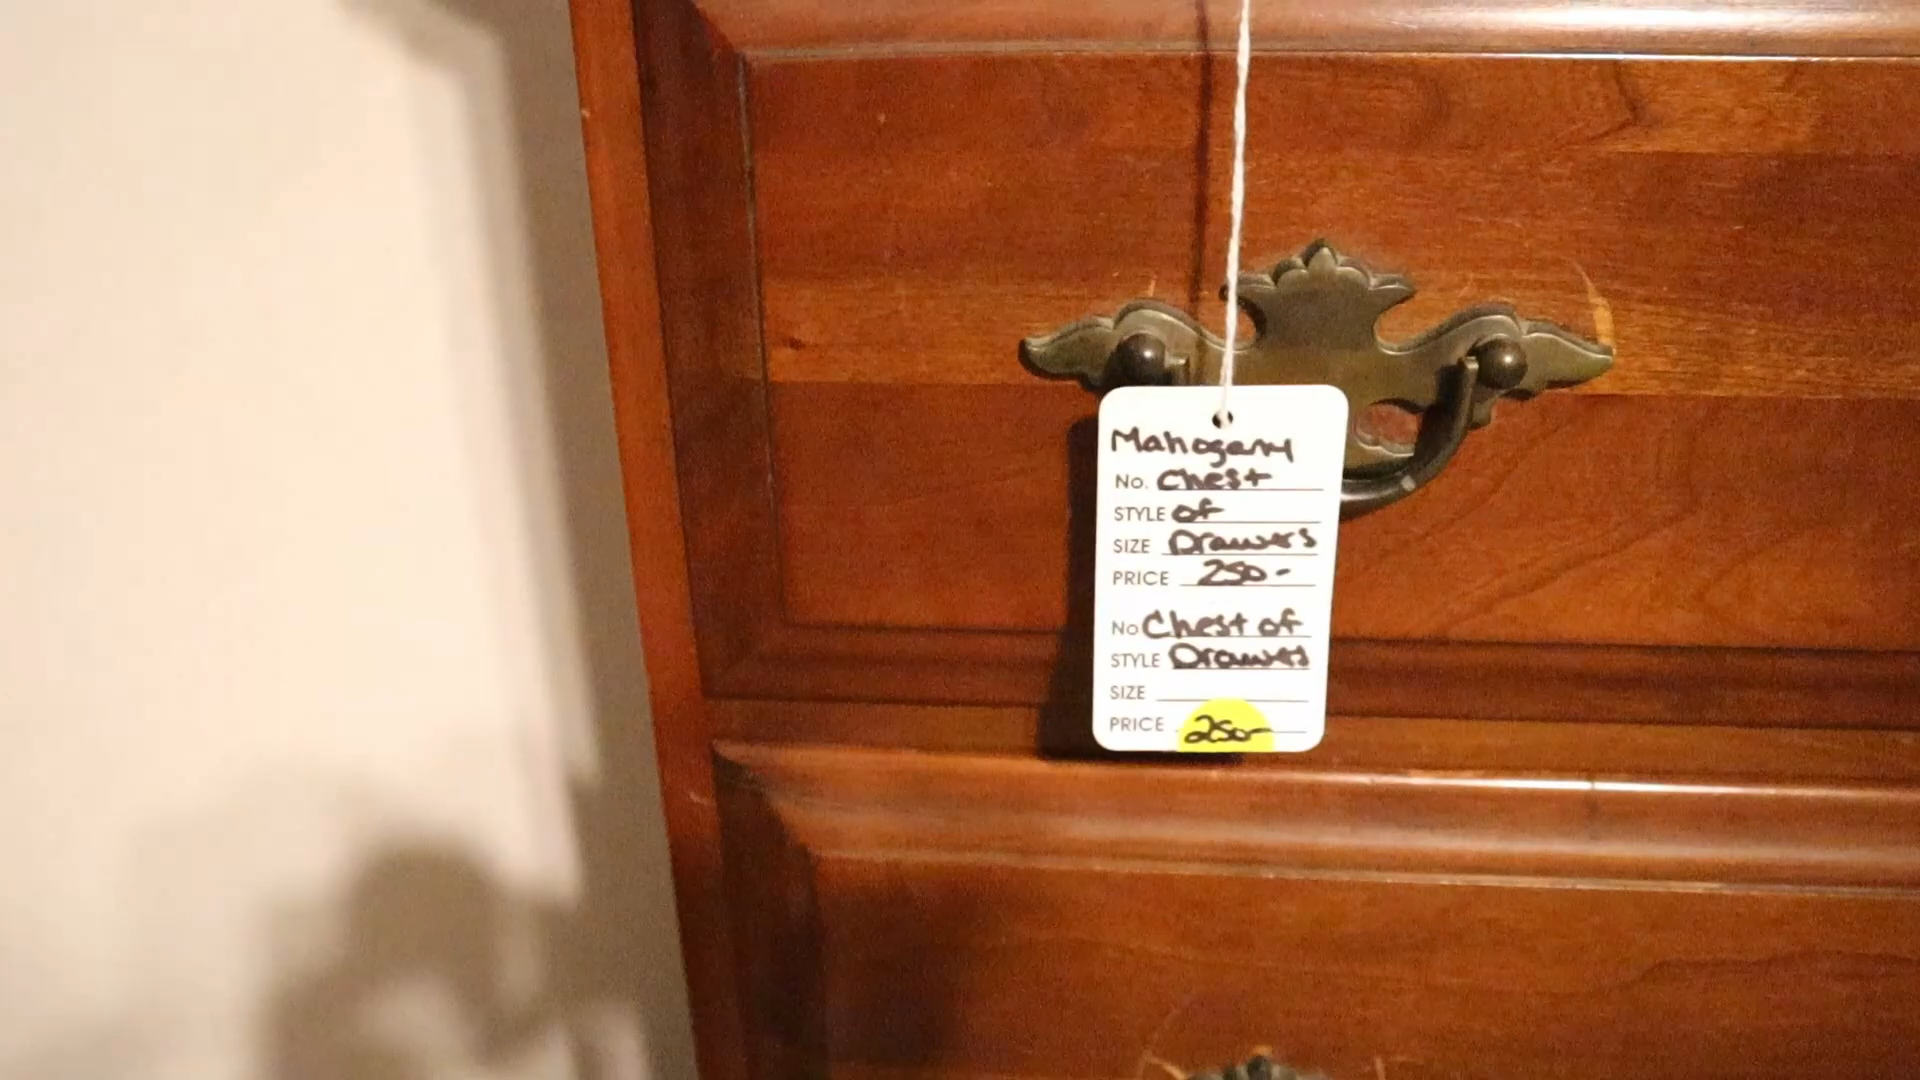 Mahogany
No. Chest
STYLE of
SIZE Drawers
PRICE 250-
No Chest of
STYLE Drawers
SIZE
PRICE 250-